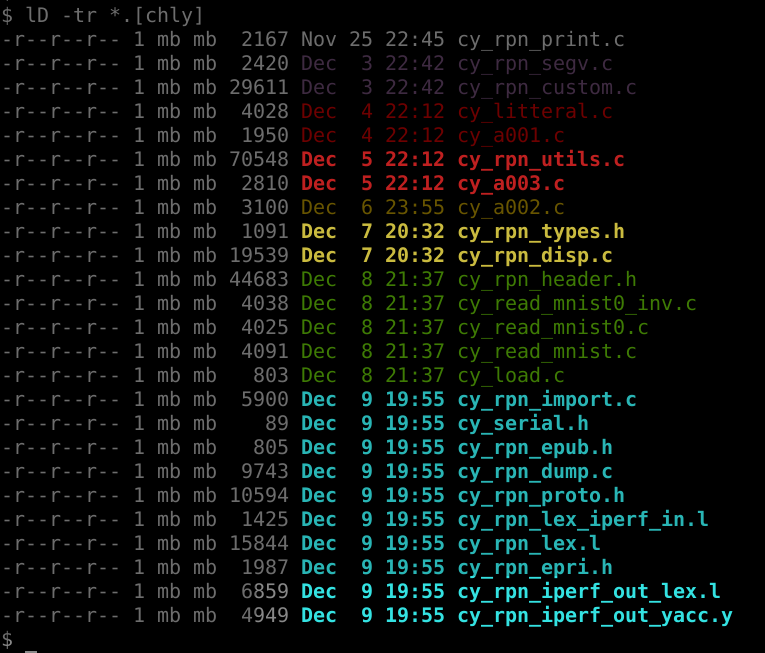 $ lD -tr *.[chly]
-r--r--r-- 1 mb mb  2167 Nov 25 22:45 cy_rpn_print.c
-r--r--r-- 1 mb mb  2420 Dec  3 22:42 cy_rpn_segv.c
-r--r--r-- 1 mb mb 29611 Dec  3 22:42 cy_rpn_custom.c
-r--r--r-- 1 mb mb  4028 Dec  4 22:12 cy_litteral.c
-r--r--r-- 1 mb mb  1950 Dec  4 22:12 cy_a001.c
-r--r--r-- 1 mb mb 70548 Dec  5 22:12 cy_rpn_utils.c
-r--r--r-- 1 mb mb  2810 Dec  5 22:12 cy_a003.c
-r--r--r-- 1 mb mb  3100 Dec  6 23:55 cy_a002.c
-r--r--r-- 1 mb mb  1091 Dec  7 20:32 cy_rpn_types.h
-r--r--r-- 1 mb mb 19539 Dec  7 20:32 cy_rpn_disp.c
-r--r--r-- 1 mb mb 44683 Dec  8 21:37 cy_rpn_header.h
-r--r--r-- 1 mb mb  4038 Dec  8 21:37 cy_read_mnist0_inv.c
-r--r--r-- 1 mb mb  4025 Dec  8 21:37 cy_read_mnist0.c
-r--r--r-- 1 mb mb  4091 Dec  8 21:37 cy_read_mnist.c
-r--r--r-- 1 mb mb   803 Dec  8 21:37 cy_load.c
-r--r--r-- 1 mb mb  5900 Dec  9 19:55 cy_rpn_import.c
-r--r--r-- 1 mb mb    89 Dec  9 19:55 cy_serial.h
-r--r--r-- 1 mb mb   805 Dec  9 19:55 cy_rpn_epub.h
-r--r--r-- 1 mb mb  9743 Dec  9 19:55 cy_rpn_dump.c
-r--r--r-- 1 mb mb 10594 Dec  9 19:55 cy_rpn_proto.h
-r--r--r-- 1 mb mb  1425 Dec  9 19:55 cy_rpn_lex_iperf_in.l
-r--r--r-- 1 mb mb 15844 Dec  9 19:55 cy_rpn_lex.l
-r--r--r-- 1 mb mb  1987 Dec  9 19:55 cy_rpn_epri.h
-r--r--r-- 1 mb mb  6859 Dec  9 19:55 cy_rpn_iperf_out_lex.l
-r--r--r-- 1 mb mb  4949 Dec  9 19:55 cy_rpn_iperf_out_yacc.y
$